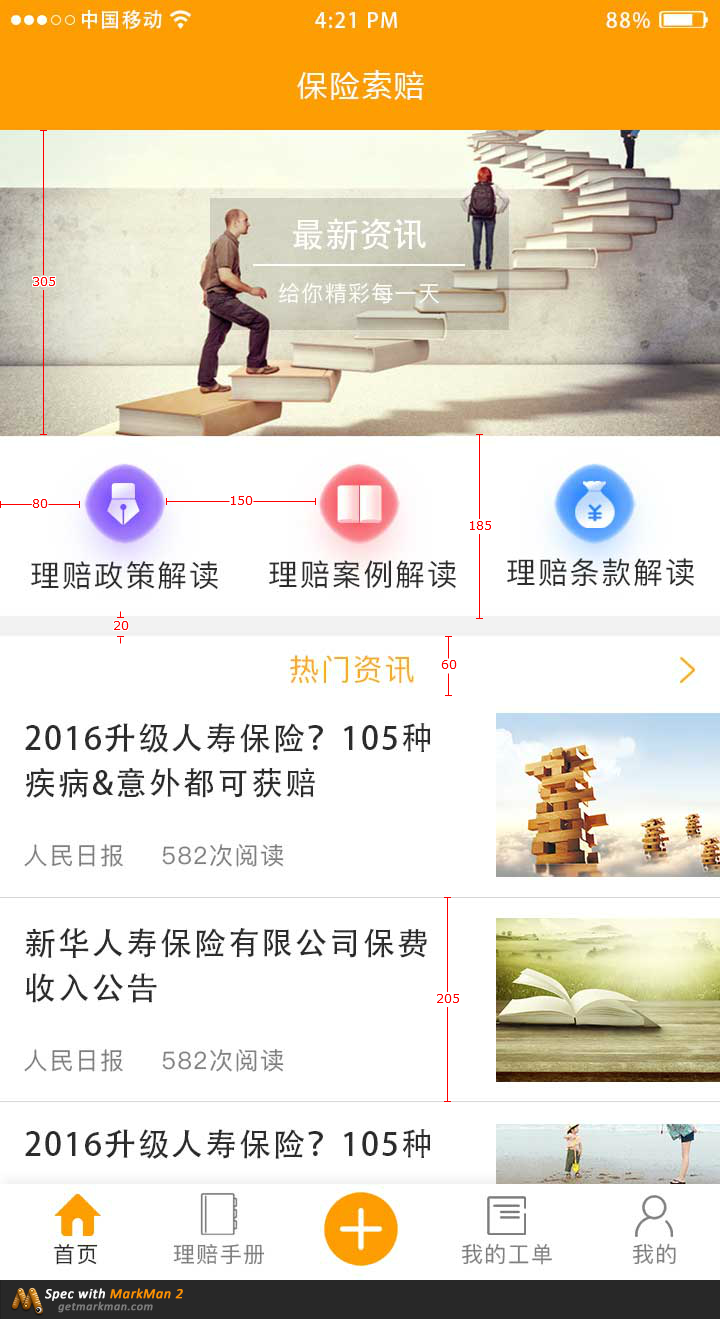 中国移动 4:21 PM 88%
保险索赔
最新资讯
给你精彩每一天
305
80
150
185
理赔政策解读 理赔案例解读 理赔条款解读
20
热门资讯
60
2016升级人寿保险？105种
疾病&意外都可获赔
人民日报 582次阅读
新华人寿保险有限公司保费
收入公告
205
人民日报 582次阅读
2016升级人寿保险？105种
首页 理赔手册 我的工单 我的
Spec with MarkMan 2
getmarkman.com